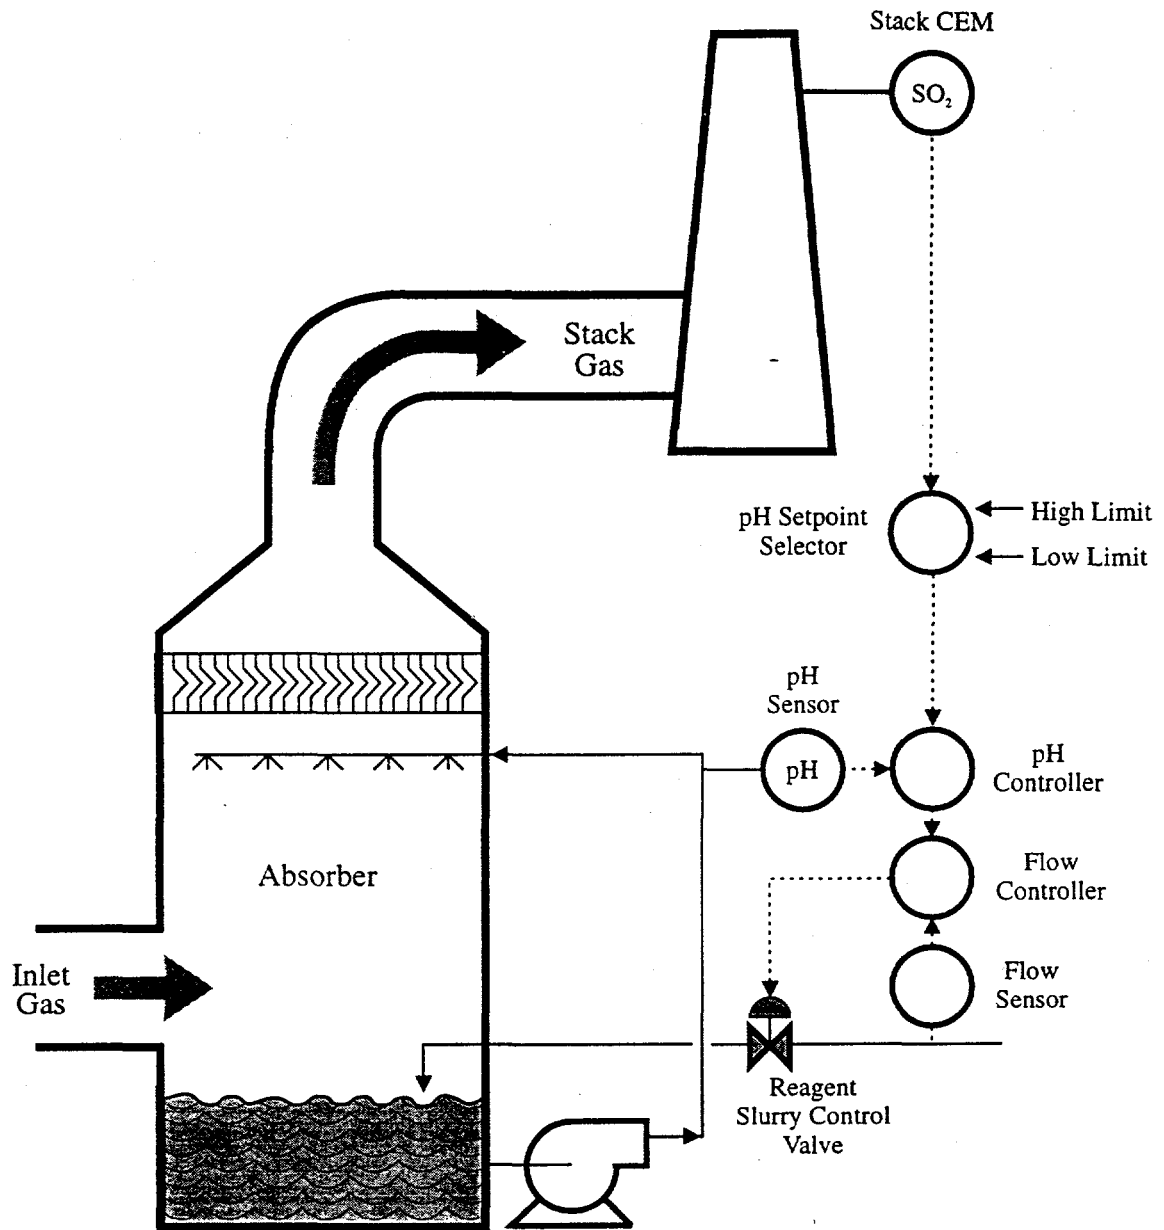 Stack CEM
SO₂
Stack
Gas
pH Setpoint
Selector
High Limit
Low Limit
pH
Sensor
pH
pH
Controller
Absorber
Flow
Controller
Inlet
Gas
Flow
Sensor
Reagent
Slurry Control
Valve